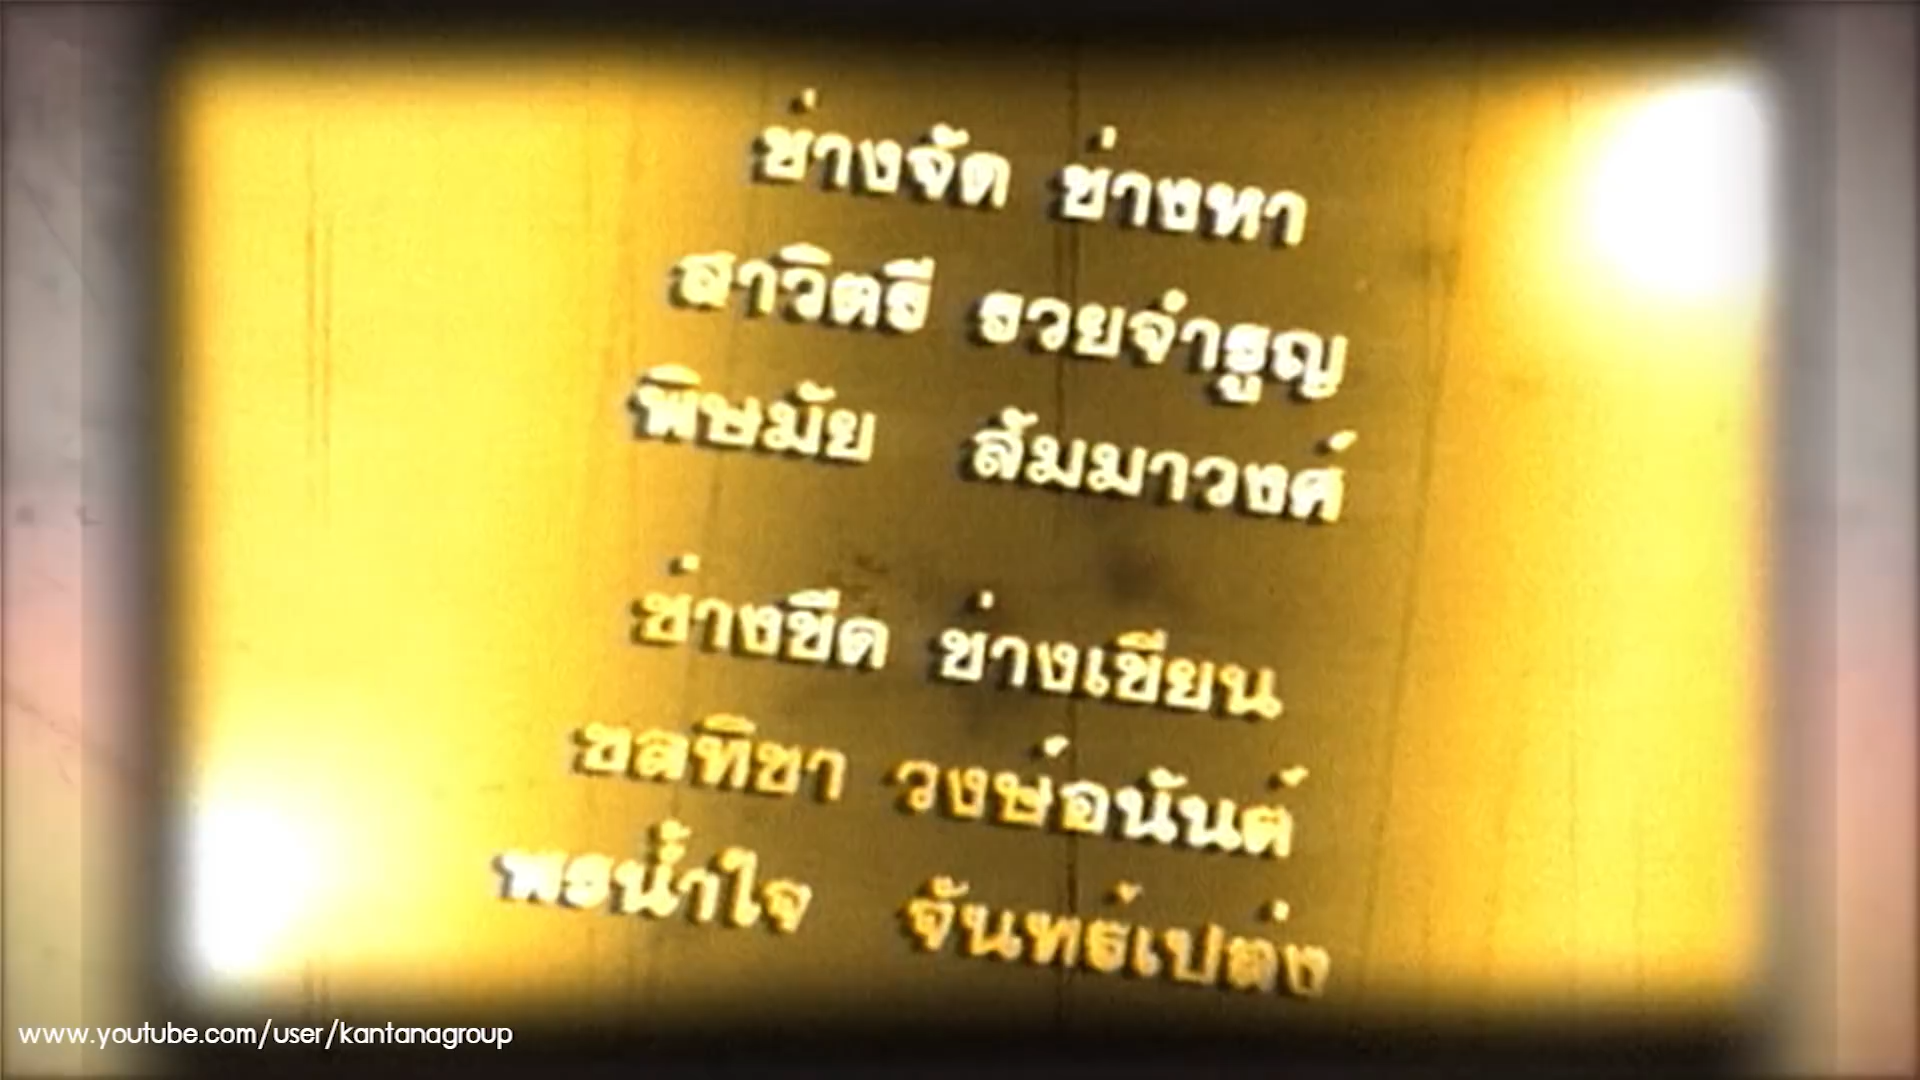 ช่างจัด ช่างหา
สาวิตรี รวยจำรูญ
พิษมัย สัมมาวงศ์
ช่างขีด ช่างเขียน
ชลทิชา วงษ์อนันต์
พรน้ำใจ จันทร์เปล่ง
www.youtube.com/user/kantanagroup